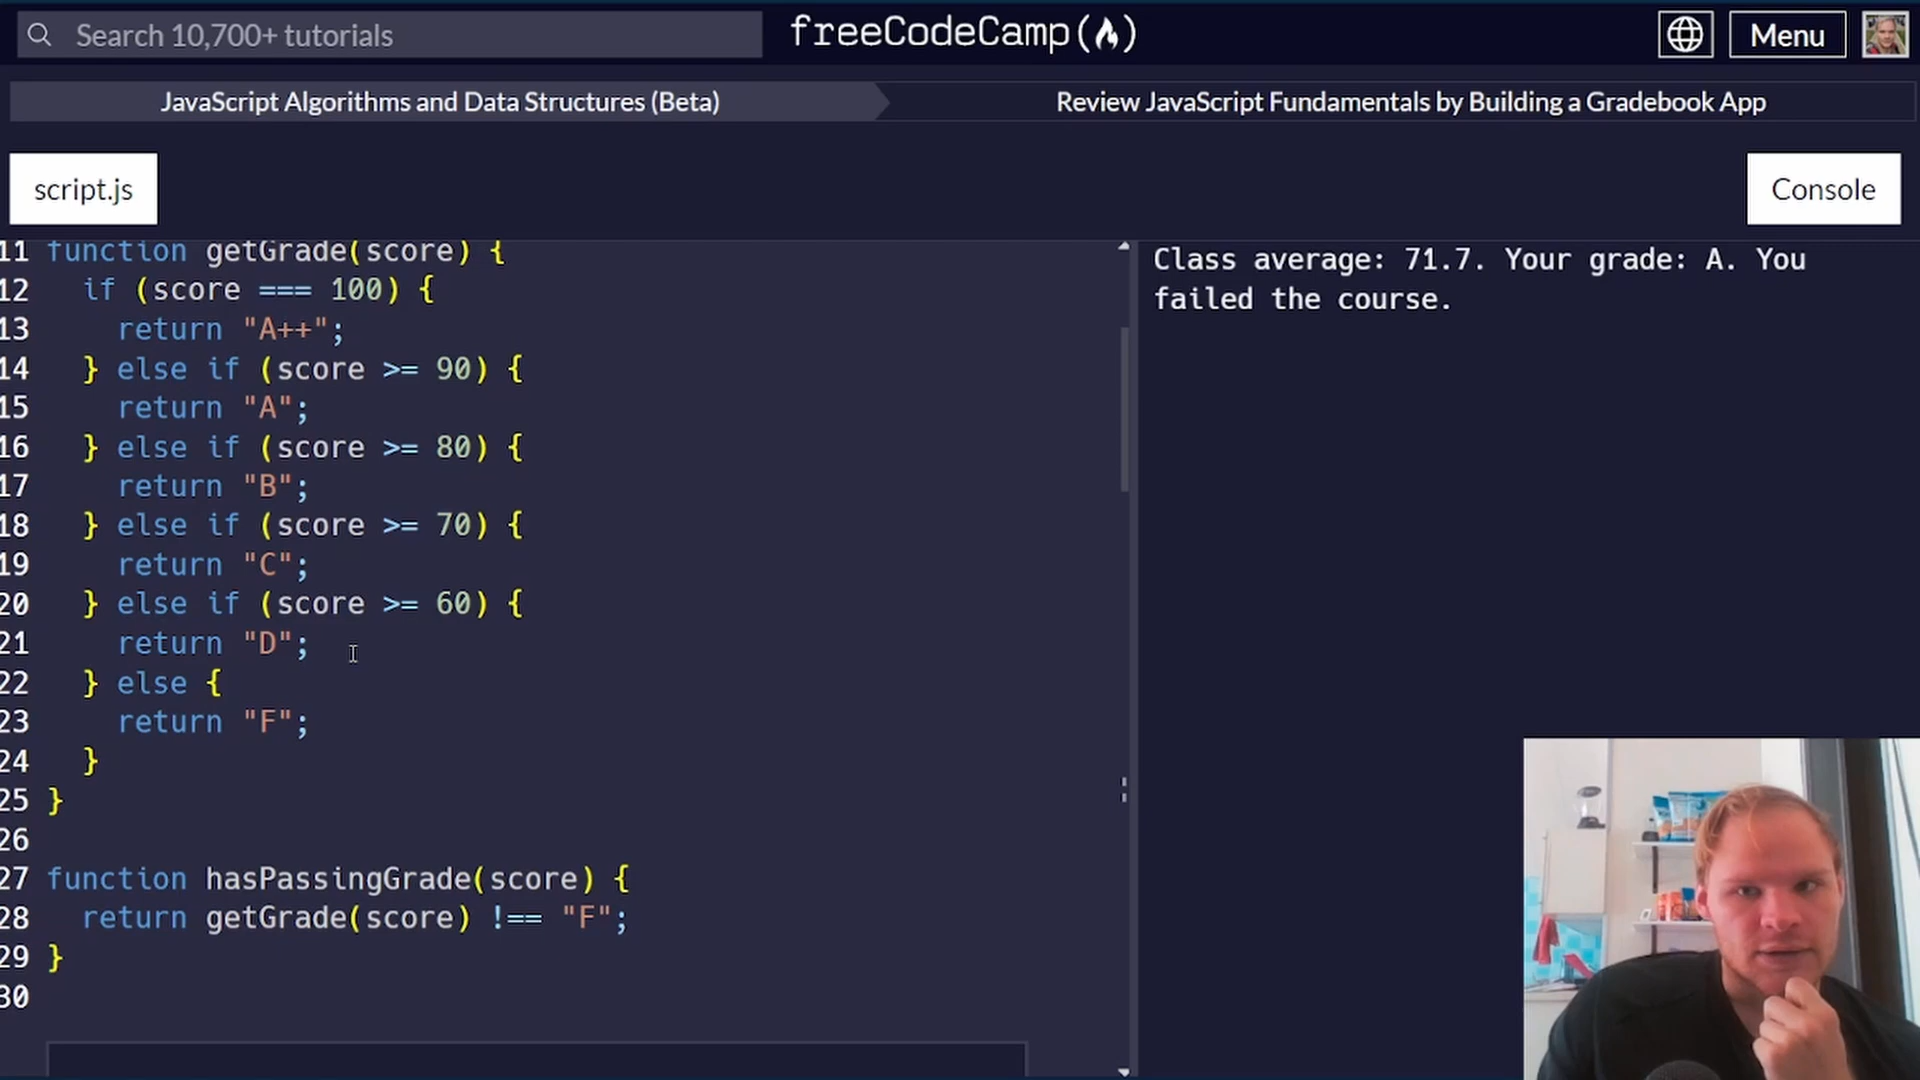 Search 10,700+ tutorials
freeCodeCamp
Menu
JavaScript Algorithms and Data Structures (Beta)
Review JavaScript Fundamentals by Building a Gradebook App
script.js
Console
11 function getGrade(score) {
12   if (score === 100) {
13     return "A++";
14   } else if (score >= 90) {
15     return "A";
16   } else if (score >= 80) {
17     return "B";
18   } else if (score >= 70) {
19     return "C";
20   } else if (score >= 60) {
21     return "D";
22   } else {
23     return "F";
24   }
25 }
26
27 function hasPassingGrade(score) {
28   return getGrade(score) !== "F";
29 }
30
Class average: 71.7. Your grade: A. You
failed the course.